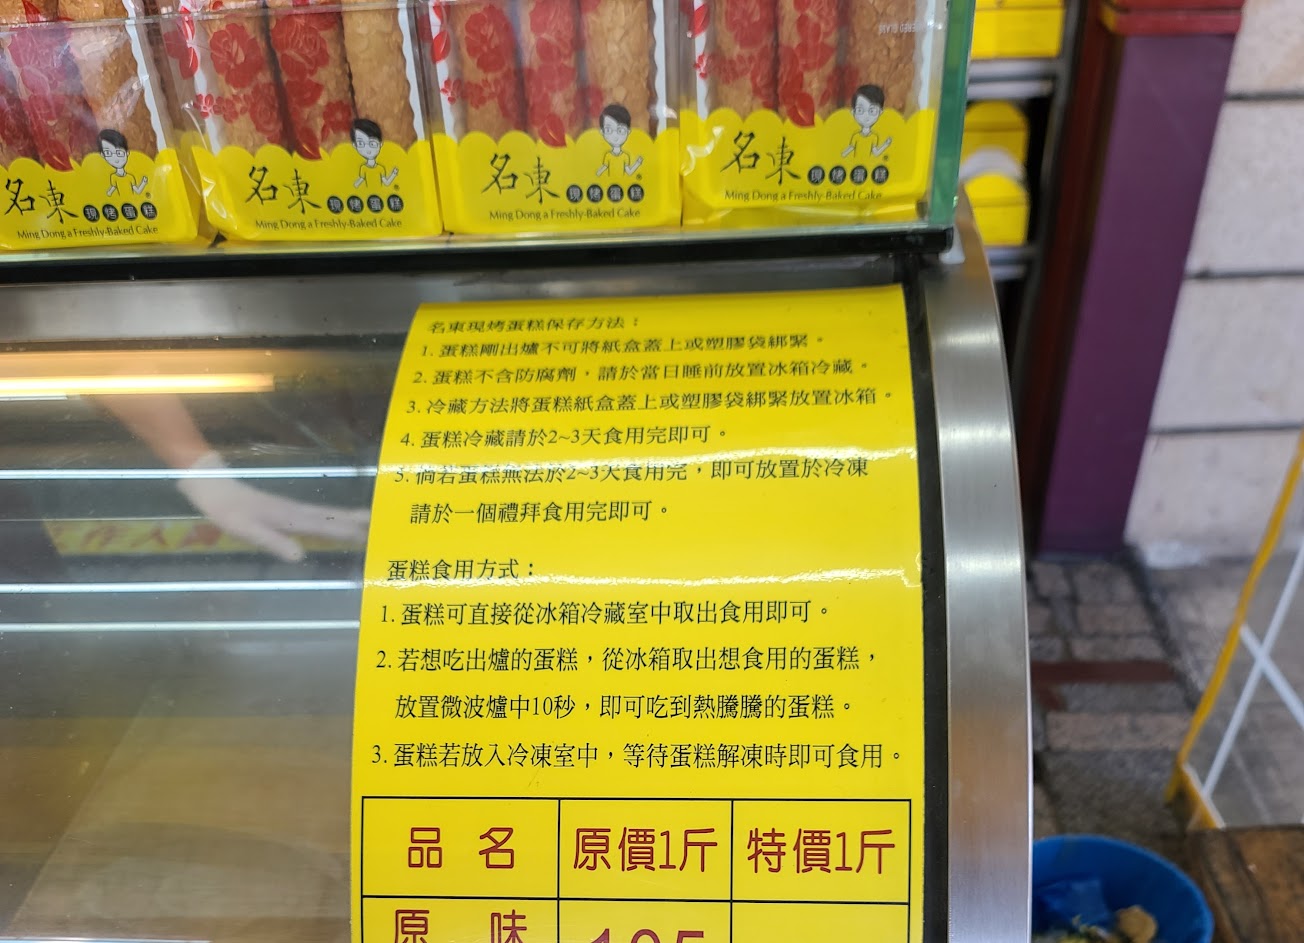 名東 現烤蛋糕
Ming Dong a Freshly-Baked Cake
名東 現烤蛋糕
Ming Dong a Freshly-Baked Cake
名東 現烤蛋糕
Ming Dong a Freshly-Baked Cake
名東 現烤蛋糕
Ming Dong a Freshly-Baked Cake
名東現烤蛋糕保存方法：
1. 蛋糕剛出爐不可將紙盒蓋上或塑膠袋綁緊。
2. 蛋糕不含防腐劑，請於當日睡前放置冰箱冷藏。
3. 冷藏方法將蛋糕紙盒蓋上或塑膠袋綁緊放置冰箱。
4. 蛋糕冷藏請於2~3天食用完即可。
5. 倘若蛋糕無法於2~3天食用完，即可放置於冷凍
請於一個禮拜食用完即可。
蛋糕食用方式：
1. 蛋糕可直接從冰箱冷藏室中取出食用即可。
2. 若想吃出爐的蛋糕，從冰箱取出想食用的蛋糕，
放置微波爐中10秒，即可吃到熱騰騰的蛋糕。
3. 蛋糕若放入冷凍室中，等待蛋糕解凍時即可食用。
品名 原價1斤 特價1斤
原味